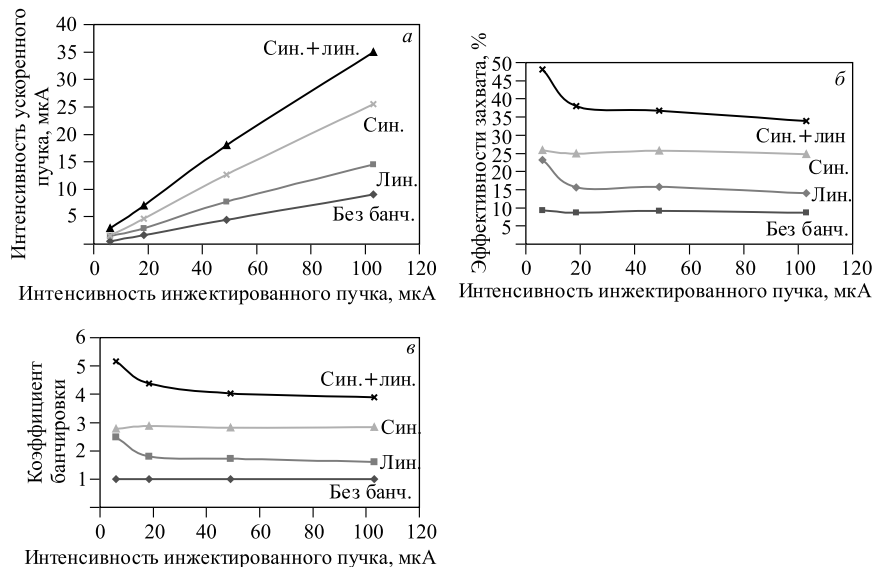 а
40
35
30
25
20
15
10
5
Син.+лин.
Син.
Лин.
Без банч.
0 20 40 60 80 100 120
Интенсивность ускоренного
пучка, мкА
Интенсивность инжектированного пучка, мкА
б
50
45
40
35
30
25
20
15
10
5
Син.+лин
Син.
Лин.
Без банч.
0 20 40 60 80 100 120
Эффективности захвата, %
Интенсивность инжектированного пучка, мкА
в
6
5
4
3
2
1
Син.+лин.
Син.
Лин.
Без банч.
0 20 40 60 80 100 120
Коэффициент
банчировки
Интенсивность инжектированного пучка, мкА